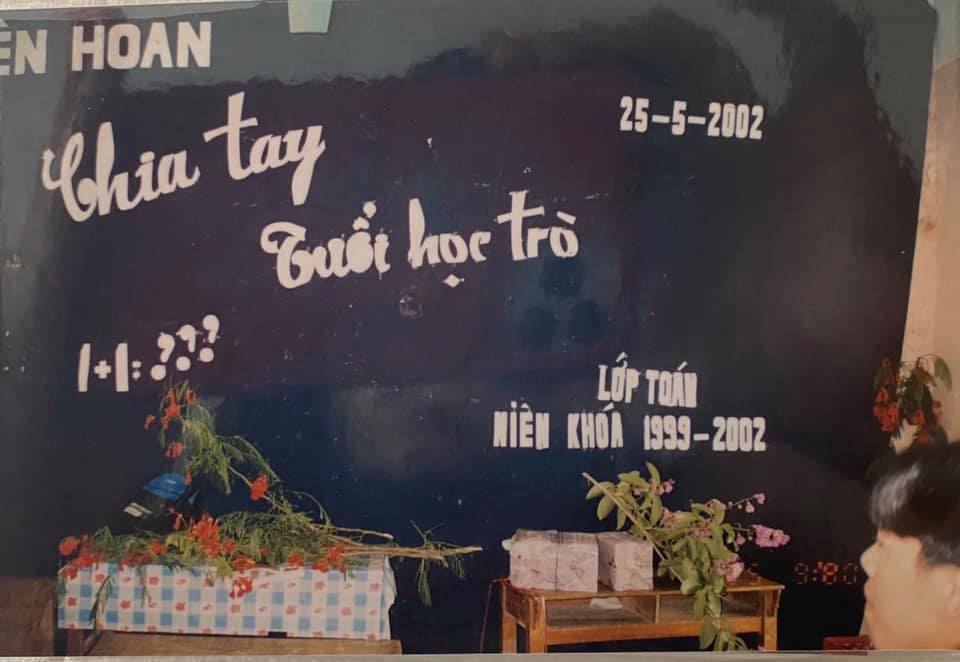 ÊN HOAN
25-5-2002
Chia tay
Tuổi học trò
1+1=???
LỚP TOÁN
NIÊN KHÓA 1999-2002